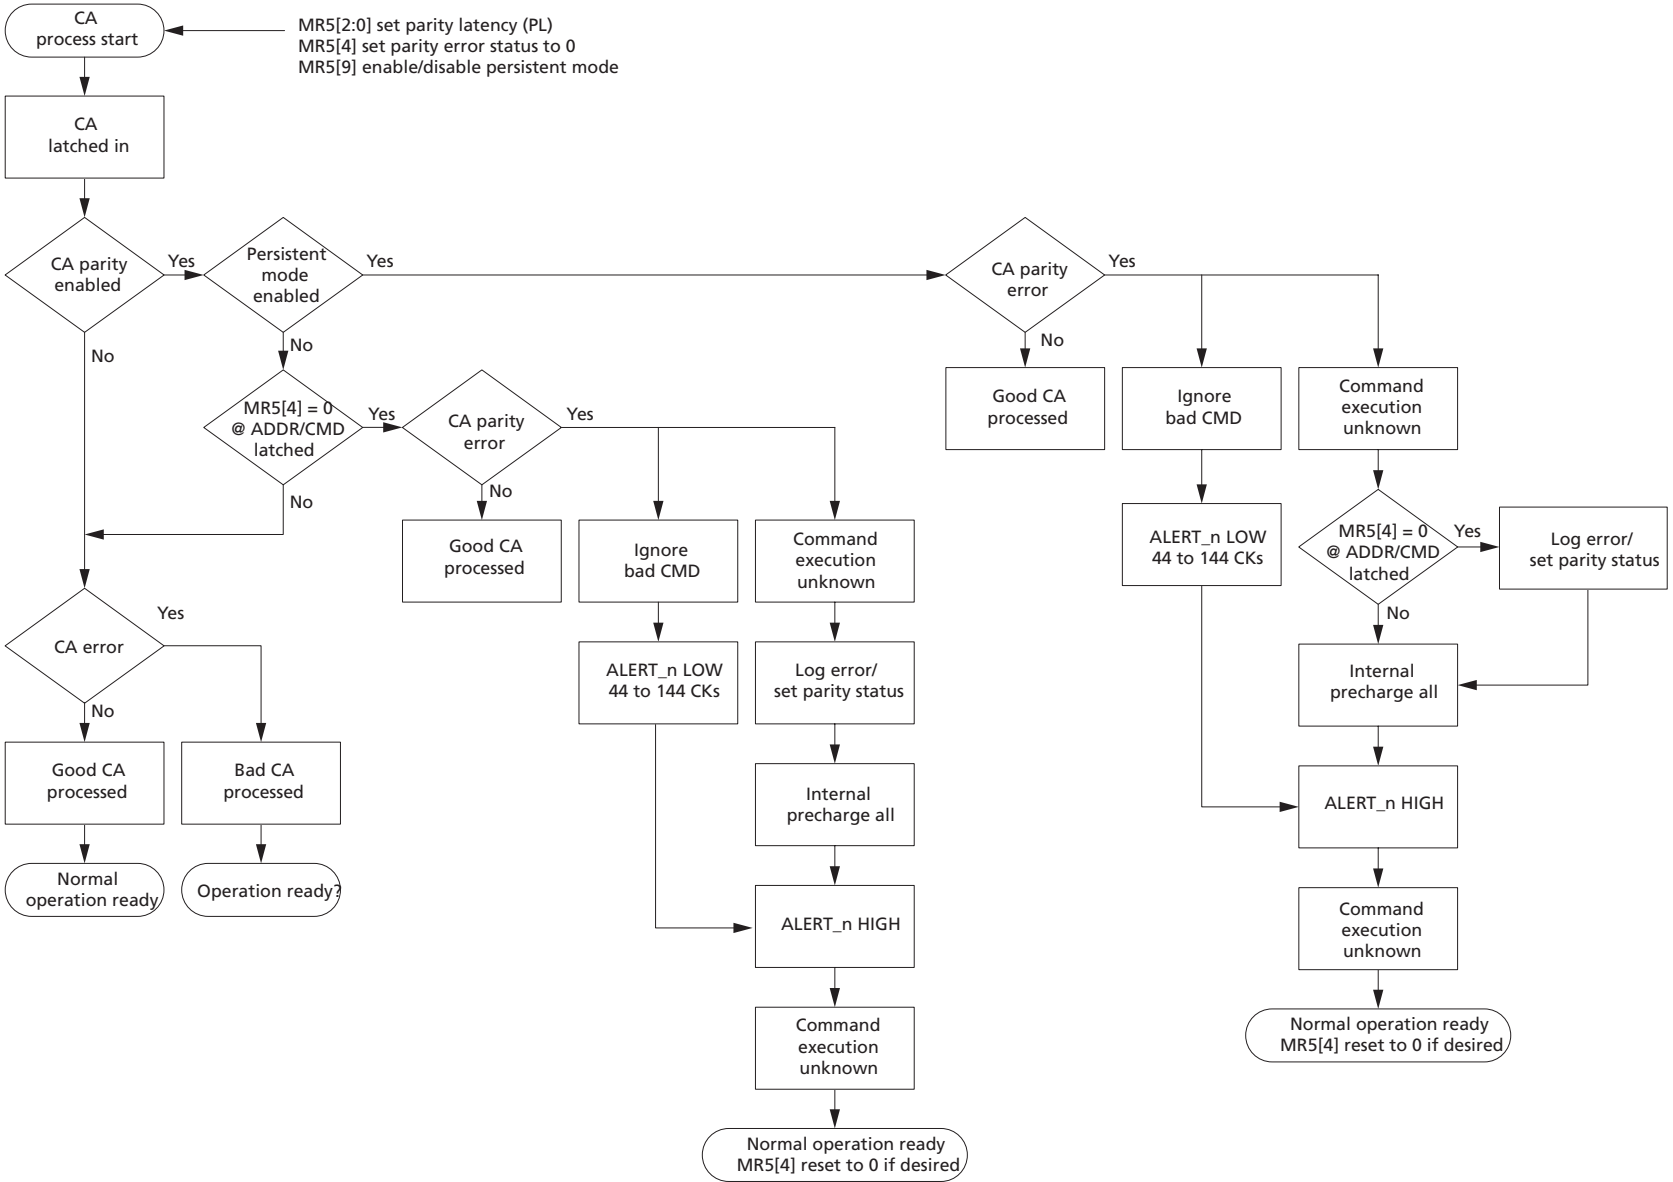 CA
process start
MR5[2:0] set parity latency (PL)
MR5[4] set parity error status to 0
MR5[9] enable/disable persistent mode
CA
latched in
CA parity
enabled
Yes
No
Persistent
mode
enabled
Yes
No
CA parity
error
Yes
No
Good CA
processed
Ignore
bad CMD
Command
execution
unknown
MR5[4] = 0
@ ADDR/CMD
latched
Yes
No
CA parity
error
Yes
No
Good CA
processed
Ignore
bad CMD
Command
execution
unknown
ALERT_n LOW
44 to 144 CKs
MR5[4] = 0
@ ADDR/CMD
latched
Yes
No
Log error/
set parity status
CA error
Yes
No
ALERT_n LOW
44 to 144 CKs
Log error/
set parity status
Internal
precharge all
Good CA
processed
Bad CA
processed
Internal
precharge all
ALERT_n HIGH
Normal
operation ready
Operation ready?
ALERT_n HIGH
Command
execution
unknown
Command
execution
unknown
Normal operation ready
MR5[4] reset to 0 if desired
Normal operation ready
MR5[4] reset to 0 if desired